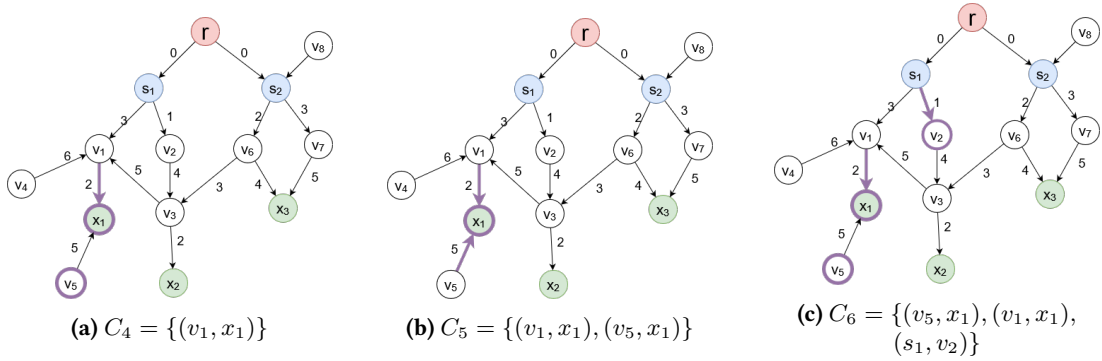 r
0
0
v₈
s₁
s₂
3
1
2
3
v₁
v₂
v₆
v₇
6
5
4
3
4
5
v₄
2
x₁
v₃
x₃
5
2
v₅
x₂
(a) C₄ = {(v₁, x₁)}
r
0
0
v₈
s₁
s₂
3
1
2
3
v₁
v₂
v₆
v₇
6
5
4
3
4
5
v₄
2
x₁
v₃
x₃
5
2
v₅
x₂
(b) C₅ = {(v₁, x₁), (v₅, x₁)}
r
0
0
v₈
s₁
s₂
3
1
2
3
v₁
v₂
v₆
v₇
6
5
4
3
4
5
v₄
2
x₁
v₃
x₃
5
2
v₅
x₂
(c) C₆ = {(v₅, x₁), (v₁, x₁),
(s₁, v₂)}